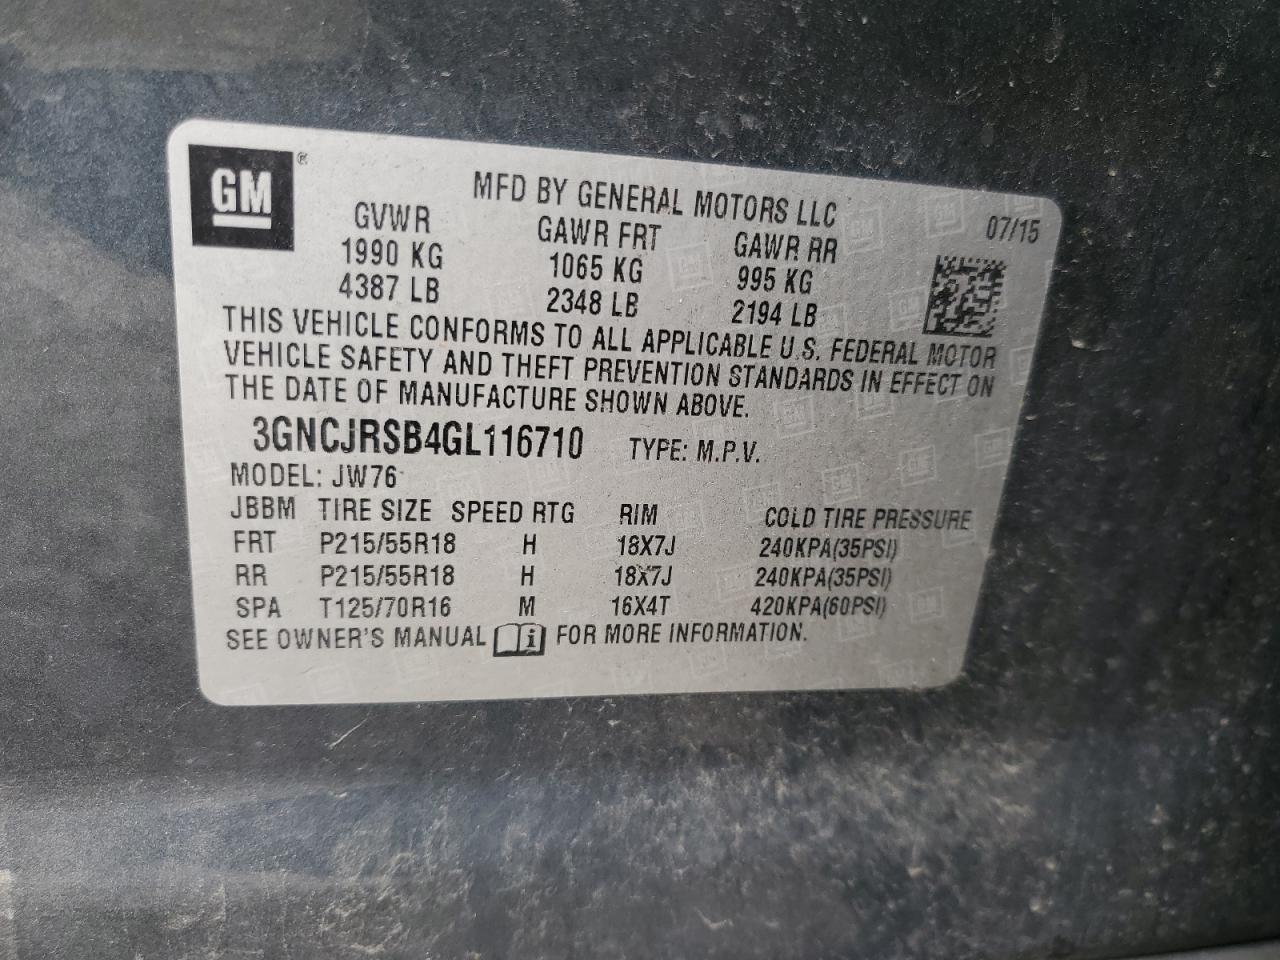 GM ®
MFD BY GENERAL MOTORS LLC
07/15
GVWR GAWR FRT GAWR RR
1990 KG 1065 KG 995 KG
4387 LB 2348 LB 2194 LB
THIS VEHICLE CONFORMS TO ALL APPLICABLE U.S. FEDERAL MOTOR
VEHICLE SAFETY AND THEFT PREVENTION STANDARDS IN EFFECT ON
THE DATE OF MANUFACTURE SHOWN ABOVE.
3GNCJRSB4GL116710 TYPE: M.P.V.
MODEL: JW76
JBBM TIRE SIZE SPEED RTG RIM COLD TIRE PRESSURE
FRT P215/55R18 H 18X7J 240KPA(35PSI)
RR P215/55R18 H 18X7J 240KPA(35PSI)
SPA T125/70R16 M 16X4T 420KPA(60PSI)
SEE OWNER'S MANUAL i FOR MORE INFORMATION.